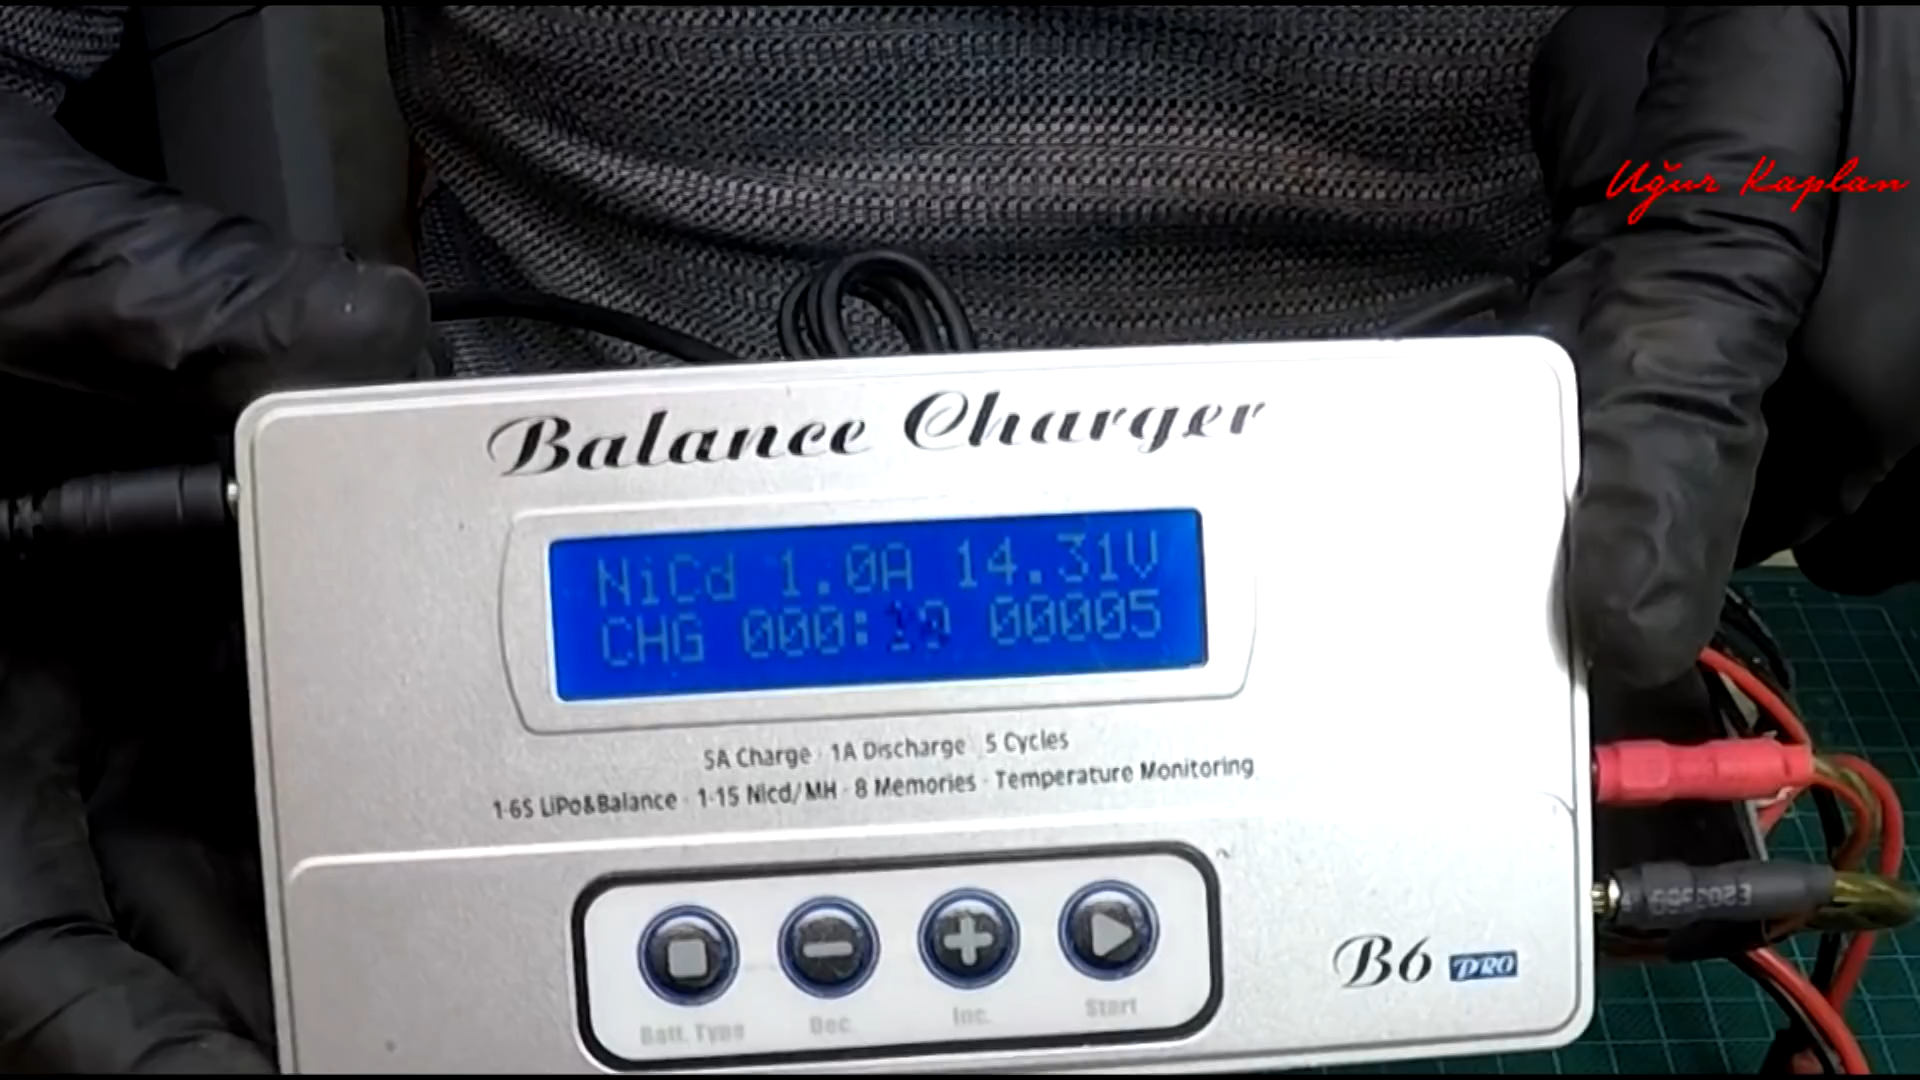 Uğur Kaplan
Balance Charger
NiCd 1.0A 14.31V
CHG 000:19 00005
5A Charge · 1A Discharge 5 Cycles
1-6S LiPo&Balance · 1-15 Nicd/MH · 8 Memories · Temperature Monitoring
Batt. Type Dec. Inc. Start
B6 PRO